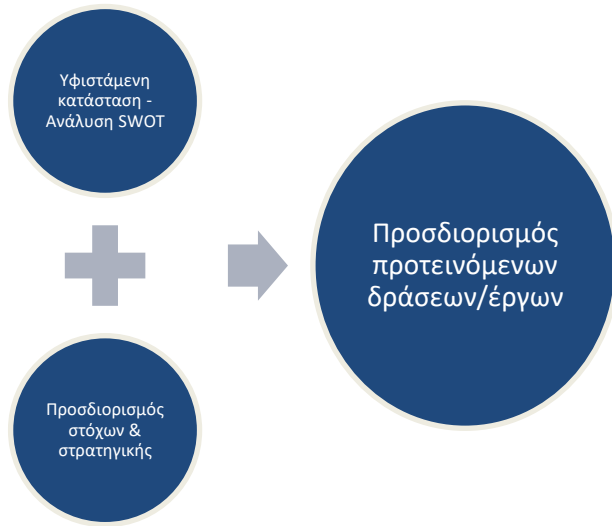 Υφιστάμενη
κατάσταση -
Ανάλυση SWOT
Προσδιορισμός
στόχων &
στρατηγικής
Προσδιορισμός
προτεινόμενων
δράσεων/έργων